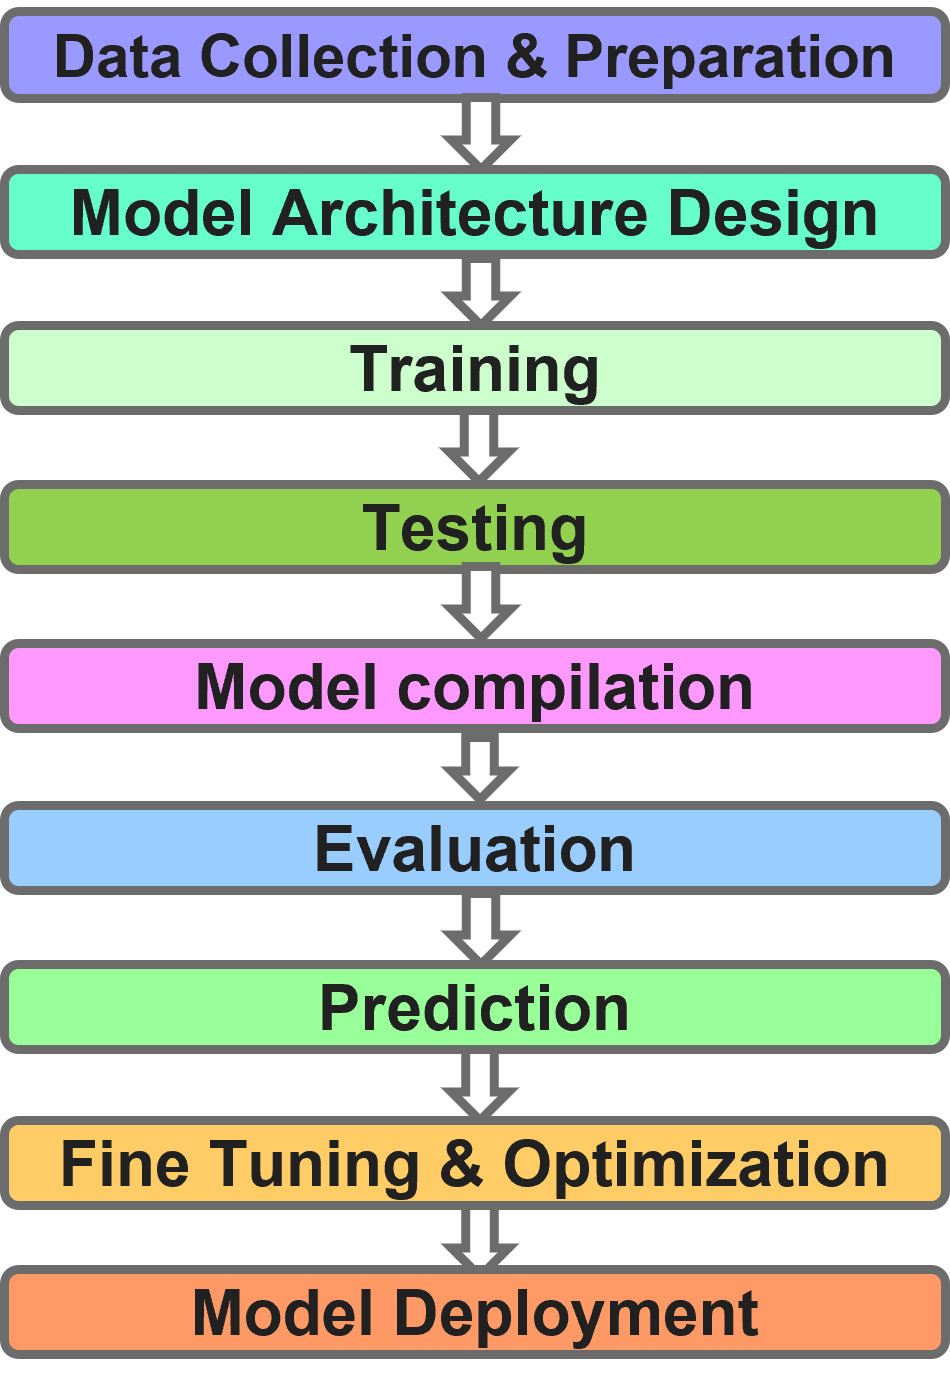 Data Collection & Preparation
Model Architecture Design
Training
Testing
Model compilation
Evaluation
Prediction
Fine Tuning & Optimization
Model Deployment